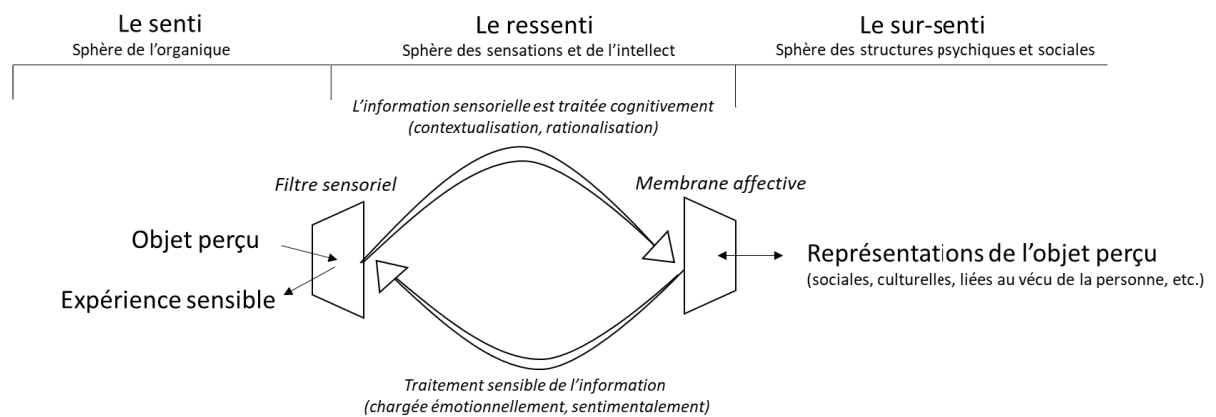 Le senti
Sphère de l'organique
Le ressenti
Sphère des sensations et de l'intellect
Le sur-senti
Sphère des structures psychiques et sociales
L'information sensorielle est traitée cognitivement
(contextualisation, rationalisation)
Filtre sensoriel
Membrane affective
Objet perçu
Expérience sensible
Représentations de l'objet perçu
(sociales, culturelles, liées au vécu de la personne, etc.)
Traitement sensible de l'information
(chargée émotionnellement, sentimentalement)